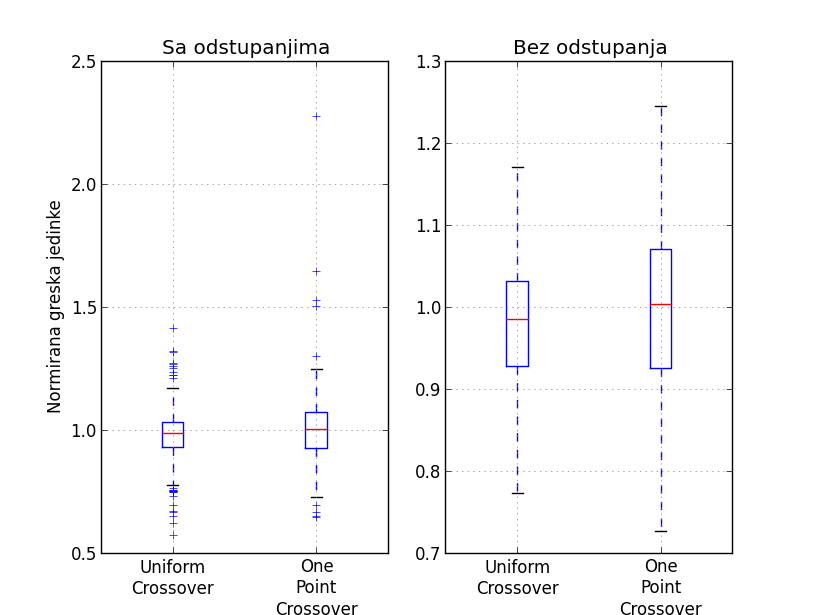 Sa odstupanjima
Bez odstupanja
Normirana greska jedinke
2.5
2.0
1.5
1.0
0.5
Uniform
Crossover
One
Point
Crossover
1.3
1.2
1.1
1.0
0.9
0.8
0.7
Uniform
Crossover
One
Point
Crossover